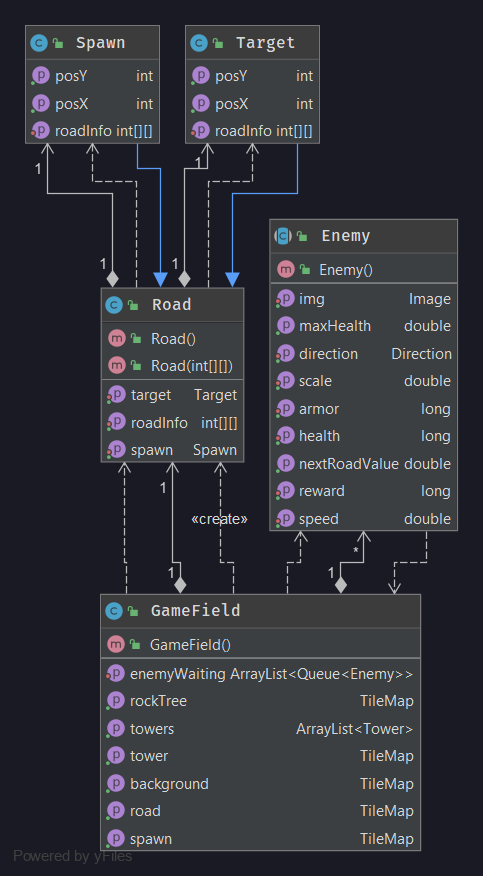 Spawn
posY int
posX int
roadInfo int[][]
Target
posY int
posX int
roadInfo int[][]
1
1
1
1
Enemy
Enemy()
img Image
maxHealth double
direction Direction
scale double
armor long
health long
nextRoadValue double
reward long
speed double
Road
Road()
Road(int[][])
target Target
roadInfo int[][]
spawn Spawn
1
«create»
*
1
1
GameField
GameField()
enemyWaiting ArrayList<Queue<Enemy>>
rockTree TileMap
towers ArrayList<Tower>
tower TileMap
background TileMap
road TileMap
spawn TileMap
Powered by yFiles